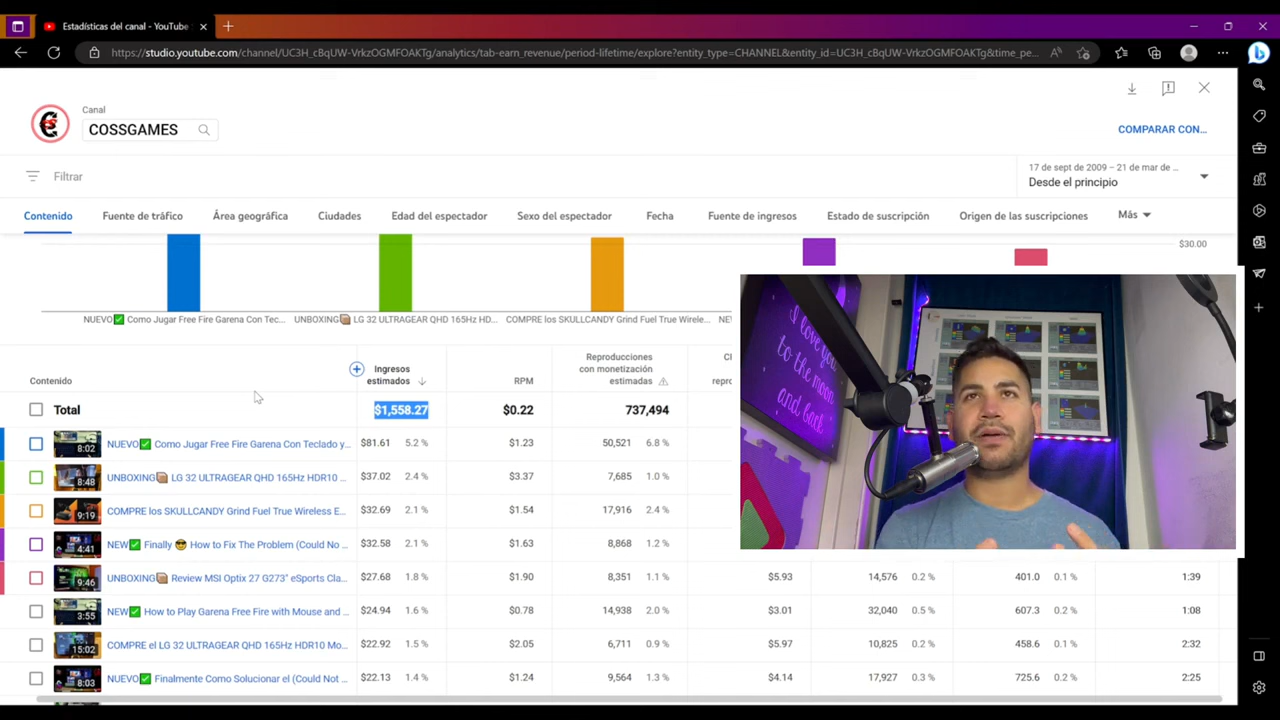 Estadísticas del canal - YouTube
https://studio.youtube.com/channel/UC3H_cBqUW-VrkzOGMFOAKTg/analytics/tab-earn_revenue/period-lifetime/explore?entity_type=CHANNEL&entity_id=UC3H_cBqUW-VrkzOGMFOAKTg&time_pe...
Canal
COSSGAMES
COMPARAR CON...
Filtrar
17 de sept de 2009 – 21 de mar de ...
Desde el principio
Contenido Fuente de tráfico Área geográfica Ciudades Edad del espectador Sexo del espectador Fecha Fuente de ingresos Estado de suscripción Origen de las suscripciones Más
$30.00
NUEVO✅ Como Jugar Free Fire Garena Con Tec... UNBOXING📦 LG 32 ULTRAGEAR QHD 165Hz HD... COMPRE los SKULLCANDY Grind Fuel True Wirele... NE
I love you
to the moon
and back
Contenido Ingresos estimados RPM Reproducciones con monetización estimadas
Total $1,558.27 $0.22 737,494
8:02 NUEVO✅ Como Jugar Free Fire Garena Con Teclado y... $81.61 5.2 % $1.23 50,521 6.8 %
8:48 UNBOXING📦 LG 32 ULTRAGEAR QHD 165Hz HDR10 ... $37.02 2.4 % $3.37 7,685 1.0 %
9:19 COMPRE los SKULLCANDY Grind Fuel True Wireless E... $32.69 2.1 % $1.54 17,916 2.4 %
4:41 NEW✅ Finally 😎 How to Fix The Problem (Could No ... $32.58 2.1 % $1.63 8,868 1.2 %
9:46 UNBOXING📦 Review MSI Optix 27 G273" eSports Cla... $27.68 1.8 % $1.90 8,351 1.1 % $5.93 14,576 0.2 % 401.0 0.1 % 1:39
3:55 NEW✅ How to Play Garena Free Fire with Mouse and ... $24.94 1.6 % $0.78 14,938 2.0 % $3.01 32,040 0.5 % 607.3 0.2 % 1:08
15:02 COMPRE el LG 32 ULTRAGEAR QHD 165Hz HDR10 Mo... $22.92 1.5 % $2.05 6,711 0.9 % $5.97 10,825 0.2 % 458.6 0.1 % 2:32
8:03 NUEVO✅ Finalmente Como Solucionar el (Could Not ... $22.13 1.4 % $1.24 9,564 1.3 % $4.14 17,927 0.3 % 725.6 0.2 % 2:25